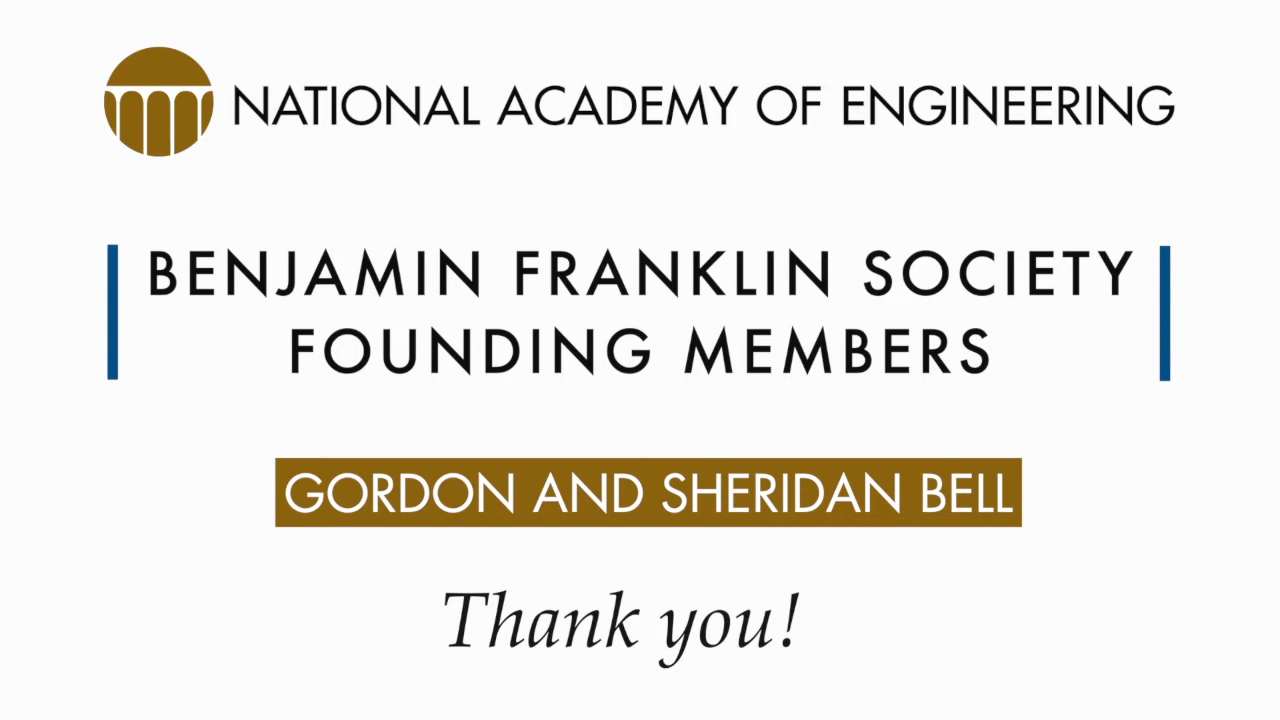 NATIONAL ACADEMY OF ENGINEERING
BENJAMIN FRANKLIN SOCIETY
FOUNDING MEMBERS
GORDON AND SHERIDAN BELL
Thank you!